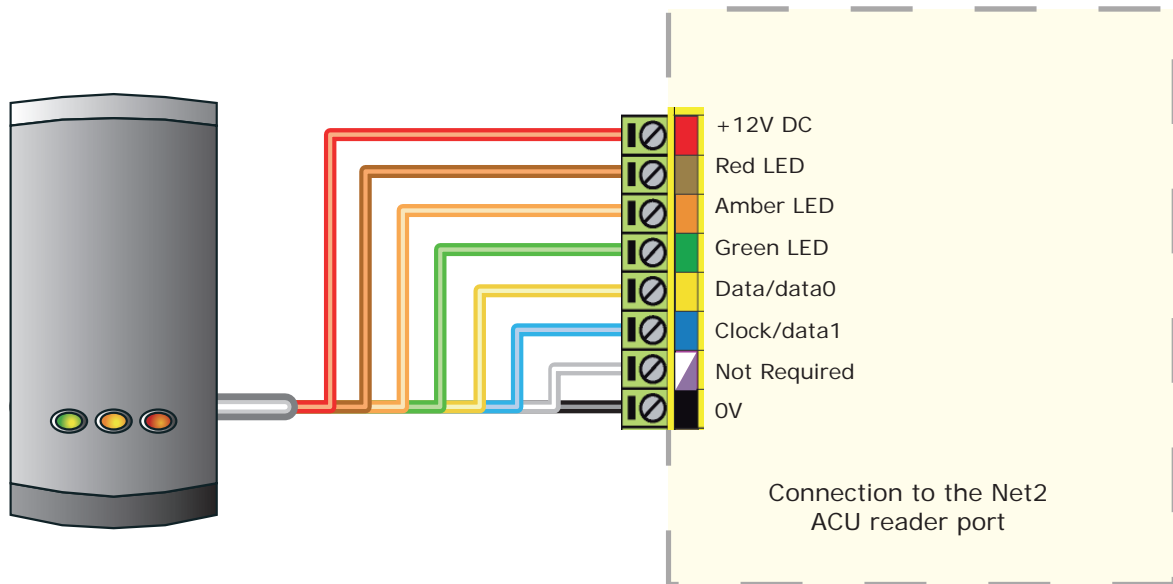 +12V DC
Red LED
Amber LED
Green LED
Data/data0
Clock/data1
Not Required
0V
Connection to the Net2
ACU reader port